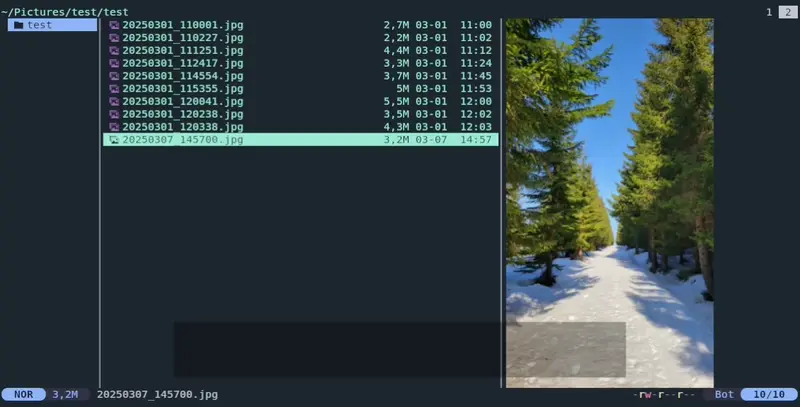 ~/Pictures/test/test 1 2
test
20250301_110001.jpg 2,7M 03-01 11:00
20250301_110227.jpg 2,2M 03-01 11:02
20250301_111251.jpg 4,4M 03-01 11:12
20250301_112417.jpg 3,3M 03-01 11:24
20250301_114554.jpg 3,7M 03-01 11:45
20250301_115355.jpg 5M 03-01 11:53
20250301_120041.jpg 5,5M 03-01 12:00
20250301_120238.jpg 3,5M 03-01 12:02
20250301_120338.jpg 4,3M 03-01 12:03
20250307_145700.jpg 3,2M 03-07 14:57
NOR 3,2M 20250307_145700.jpg -rw-r--r-- Bot 10/10